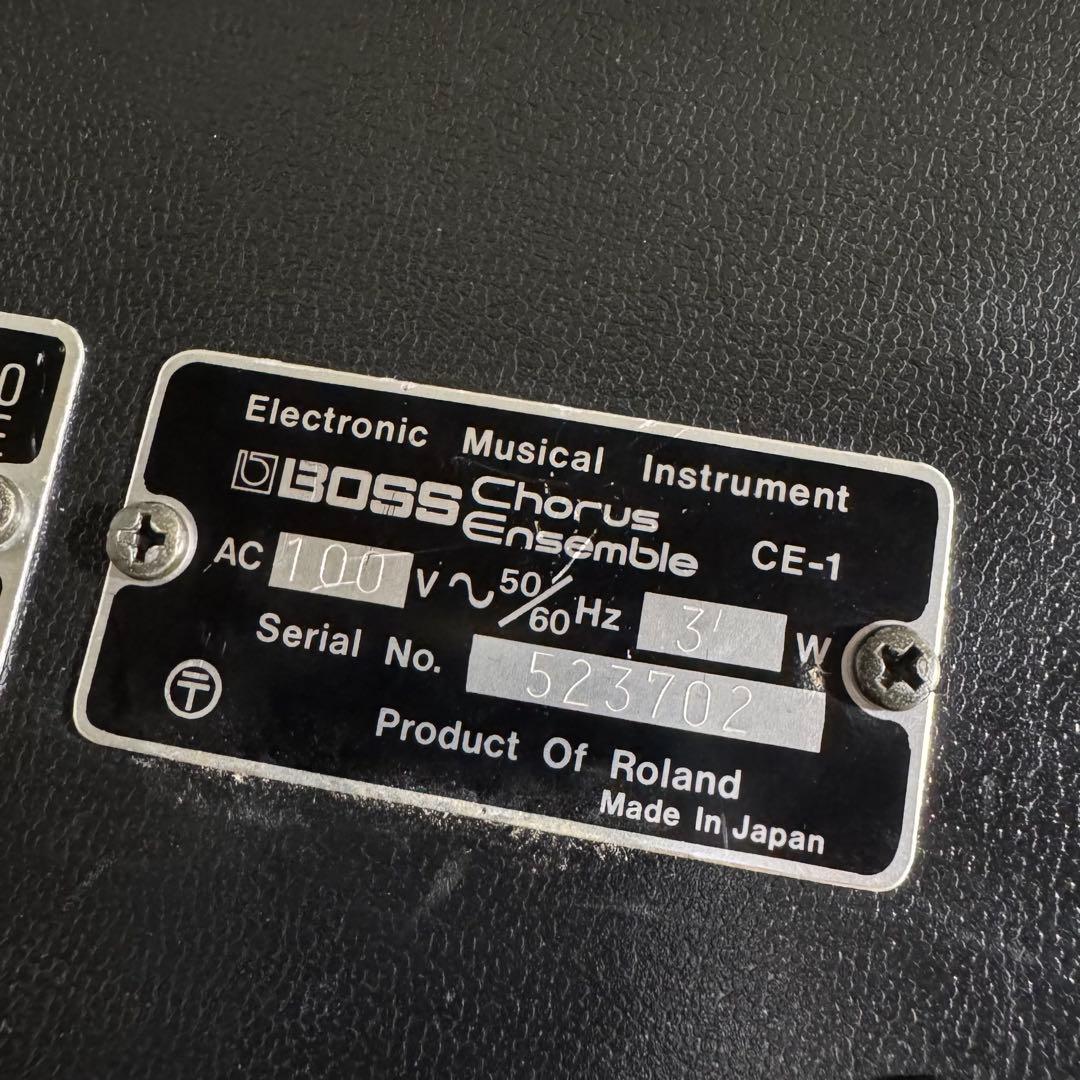 Electronic Musical Instrument
BOSS Chorus Ensemble CE-1
AC 100 V ~ 50/60 Hz 3 W
Serial No. 523702
〒
Product Of Roland
Made In Japan